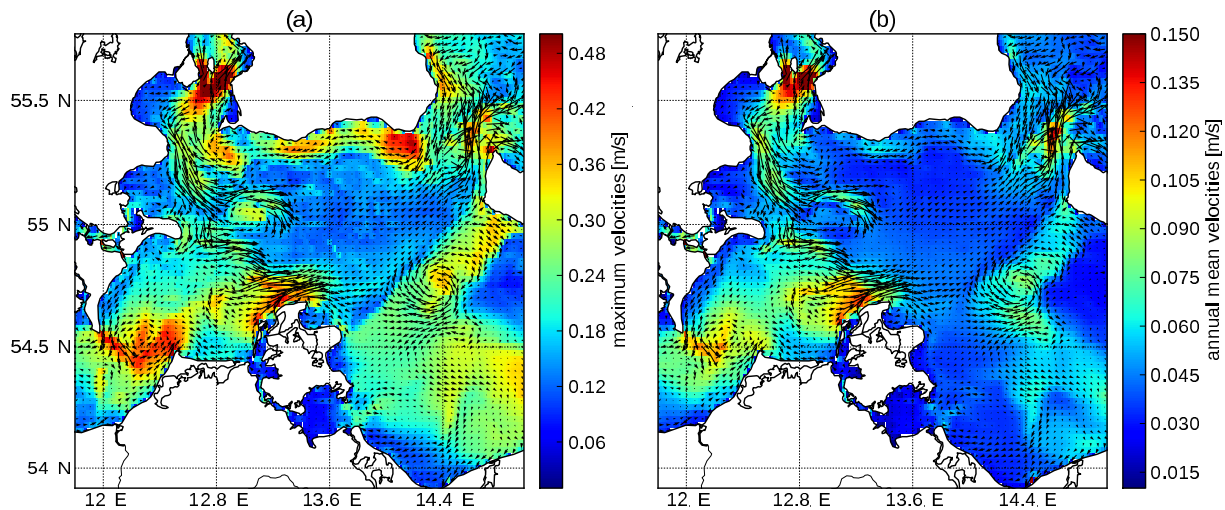 (a)
(b)
55.5 N
55 N
54.5 N
54 N
12 E
12.8 E
13.6 E
14.4 E
0.48
0.42
0.36
0.30
0.24
0.18
0.12
0.06
maximum velocities [m/s]
12 E
12.8 E
13.6 E
14.4 E
0.150
0.135
0.120
0.105
0.090
0.075
0.060
0.045
0.030
0.015
annual mean velocities [m/s]